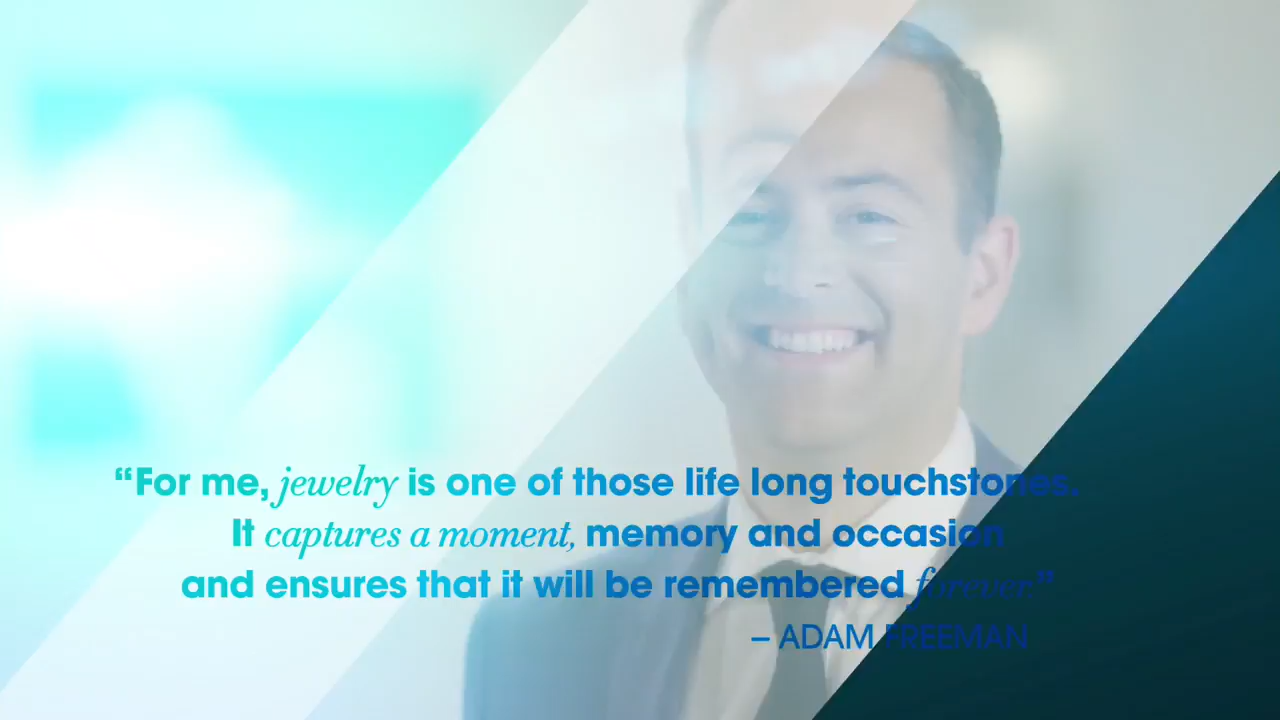 “For me, jewelry is one of those life long touchstones.
It captures a moment, memory and occasion
and ensures that it will be remembered forever.”
– ADAM FREEMAN